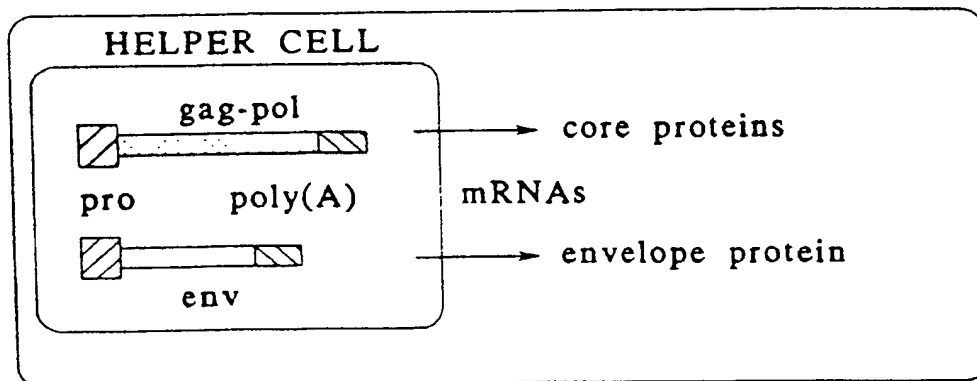 HELPER CELL
gag-pol
core proteins
pro
poly(A)
mRNAs
envelope protein
env